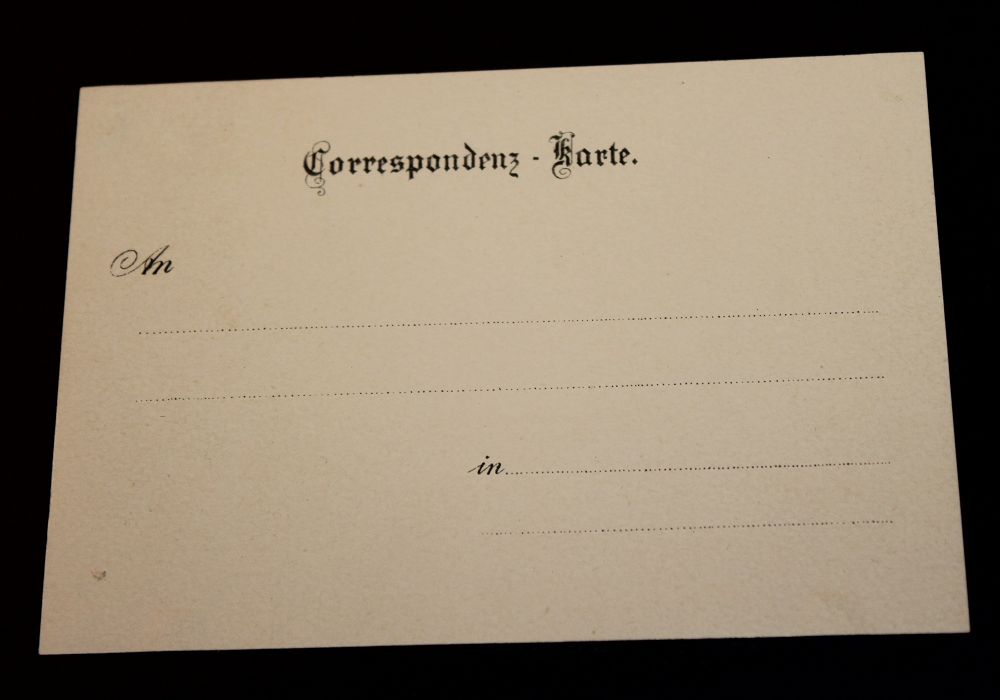 Correspondenz - Karte.
An
in